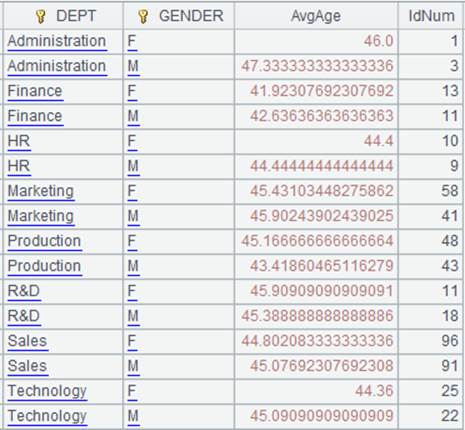 DEPT GENDER AvgAge IdNum
Administration F 46.0 1
Administration M 47.333333333333336 3
Finance F 41.92307692307692 13
Finance M 42.63636363636363 11
HR F 44.4 10
HR M 44.44444444444444 9
Marketing F 45.43103448275862 58
Marketing M 45.90243902439025 41
Production F 45.166666666666664 48
Production M 43.41860465116279 43
R&D F 45.90909090909091 11
R&D M 45.388888888888886 18
Sales F 44.802083333333336 96
Sales M 45.07692307692308 91
Technology F 44.36 25
Technology M 45.09090909090909 22